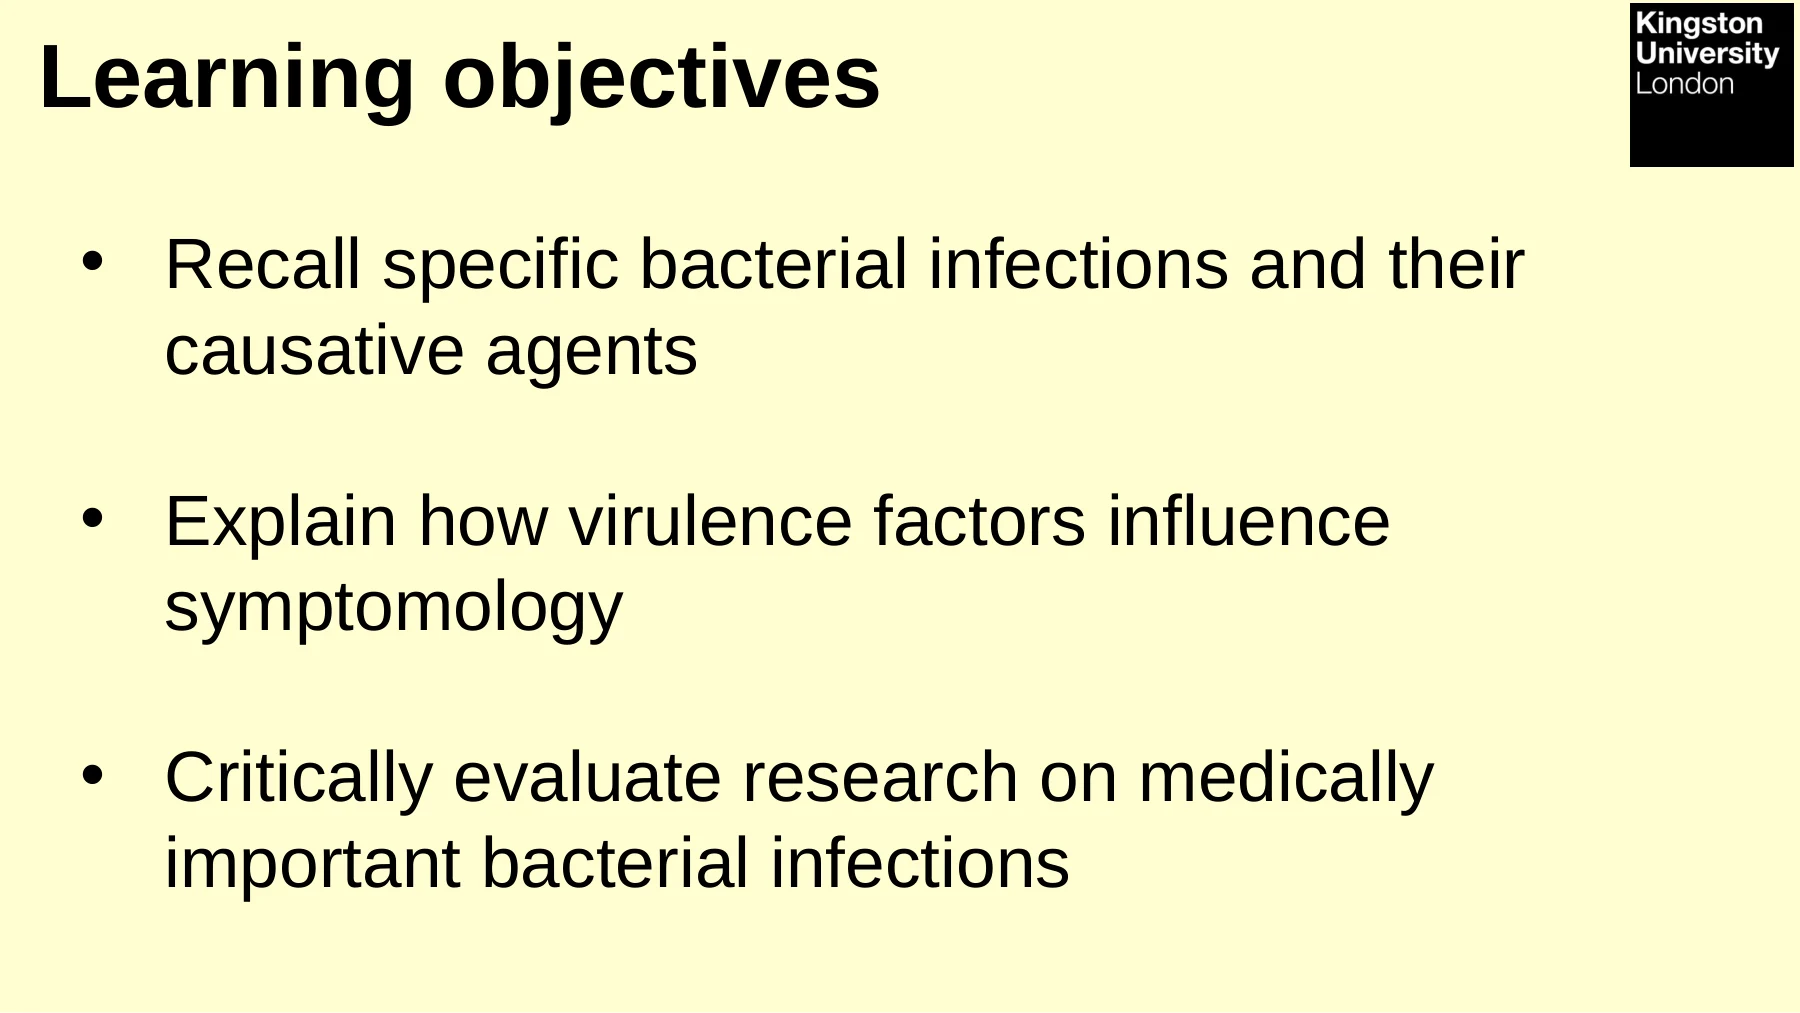 Learning objectives
Kingston
University
London
• Recall specific bacterial infections and their
causative agents
• Explain how virulence factors influence
symptomology
• Critically evaluate research on medically
important bacterial infections